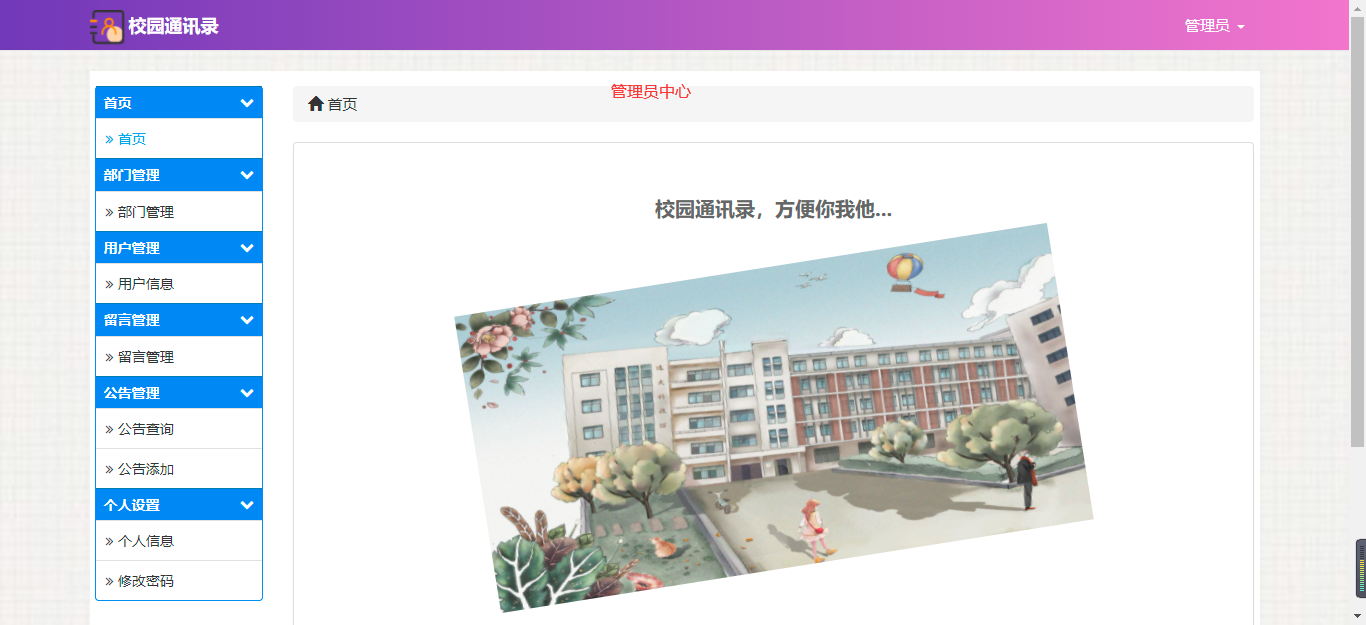 校园通讯录
管理员
首页
» 首页
部门管理
» 部门管理
用户管理
» 用户信息
留言管理
» 留言管理
公告管理
» 公告查询
» 公告添加
个人设置
» 个人信息
» 修改密码
首页
管理员中心
校园通讯录，方便你我他...